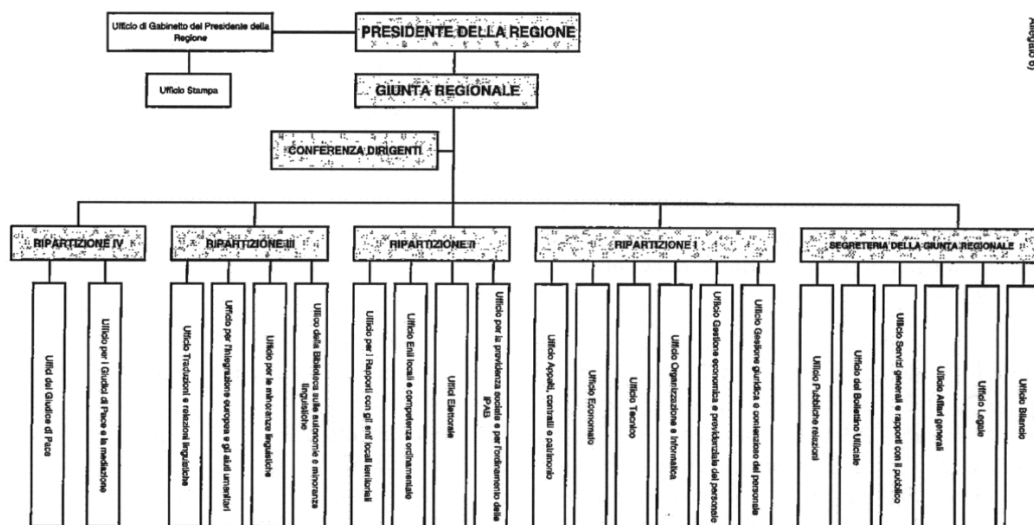 Allegato 6)
Ufficio di Gabinetto del Presidente della
Regione
PRESIDENTE DELLA REGIONE
Ufficio Stampa
GIUNTA REGIONALE
CONFERENZA DIRIGENTI
RIPARTIZIONE IV
RIPARTIZIONE III
RIPARTIZIONE II
RIPARTIZIONE I
SEGRETERIA DELLA GIUNTA REGIONALE
Uffici del Giudice di Pace
Ufficio per i Giudici di Pace e la mediazione
Ufficio Traduzioni e relazioni linguistiche
Ufficio per l'integrazione europea e gli aiuti umanitari
Ufficio per le minoranze linguistiche
Ufficio della Biblioteca sulle autonomie e minoranze
linguistiche
Ufficio per i Rapporti con gli enti locali territoriali
Ufficio Enti locali e competenza ordinamentale
Ufficio Elettorale
Ufficio per la previdenza sociale e per l'ordinamento delle
IPAB
Ufficio Appalti, contratti e patrimonio
Ufficio Economato
Ufficio Tecnico
Ufficio Organizzazione e Informatica
Ufficio Gestione economica e previdenziale del personale
Ufficio Gestione giuridica e contenzioso del personale
Ufficio Pubbliche relazioni
Ufficio del Bollettino Ufficiale
Ufficio Servizi generali e rapporti con il pubblico
Ufficio Affari generali
Ufficio Legale
Ufficio Bilancio